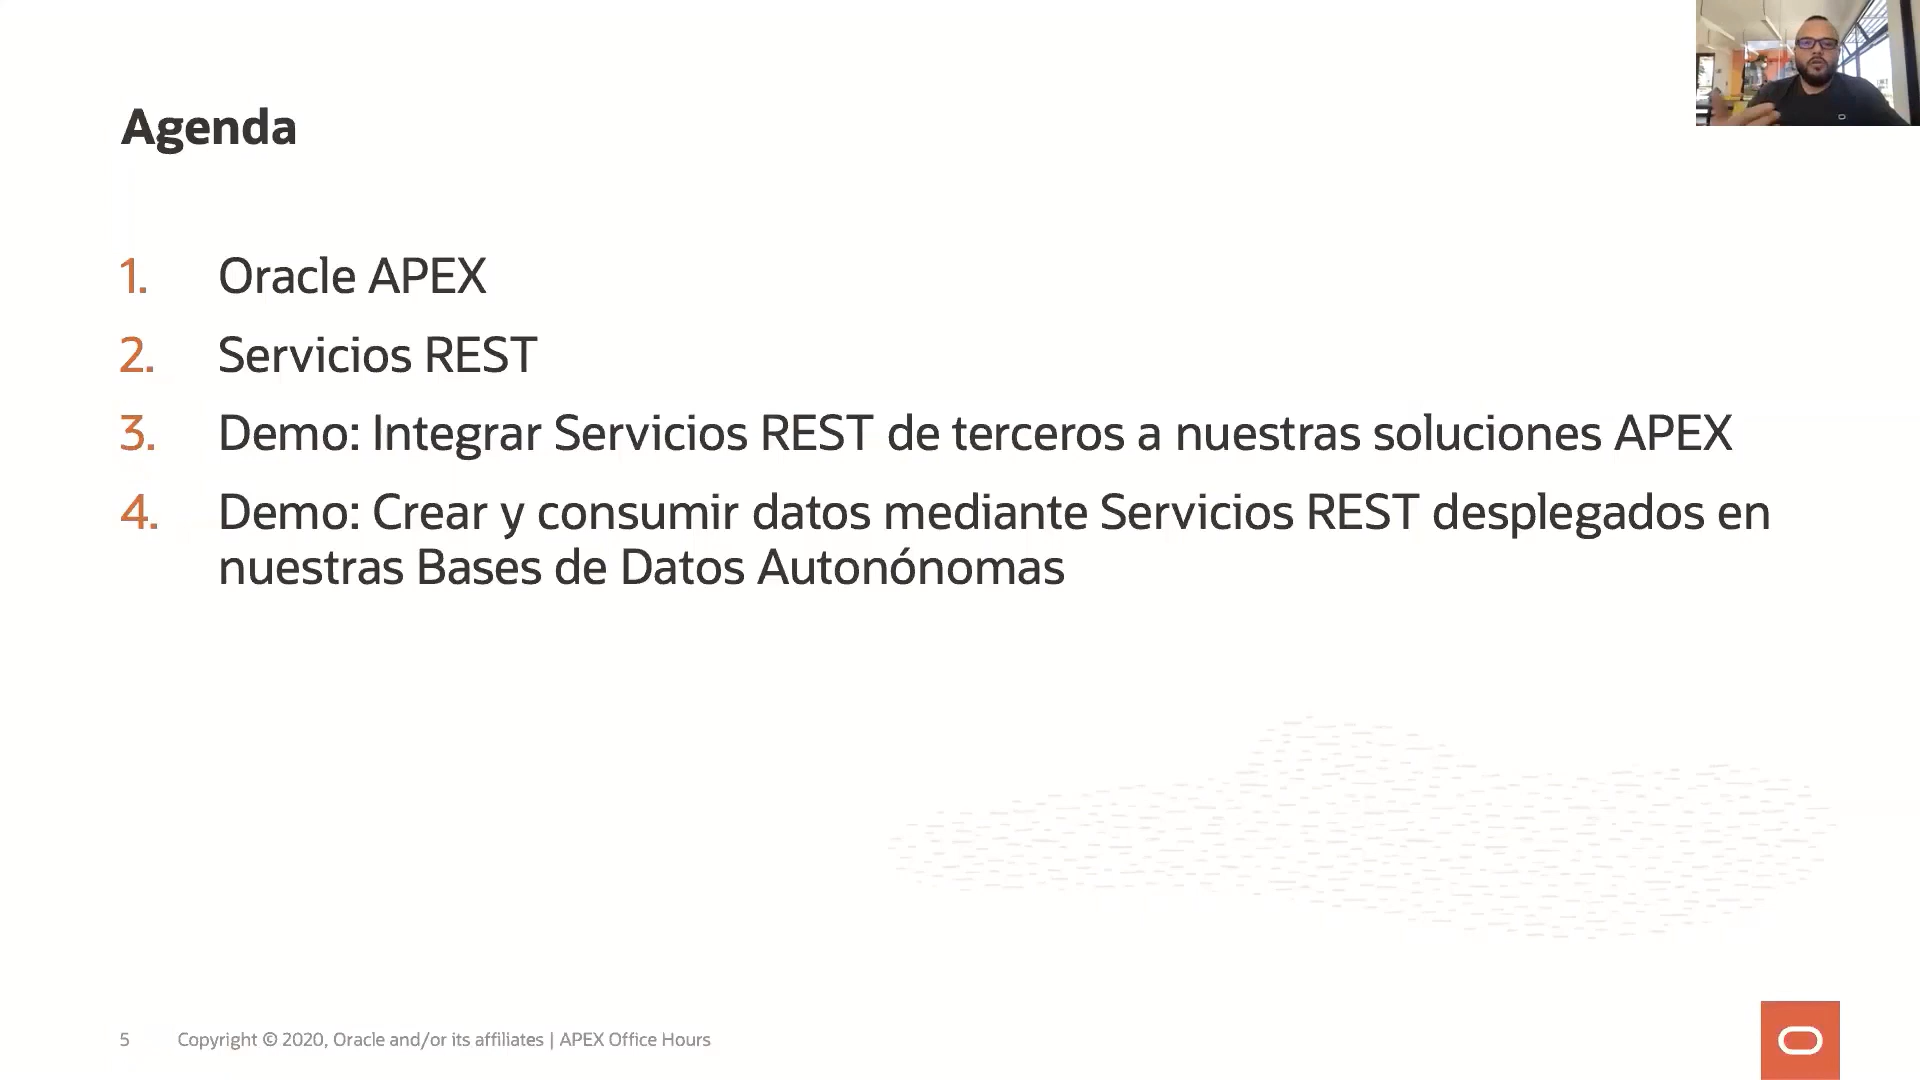 Agenda
1. Oracle APEX
2. Servicios REST
3. Demo: Integrar Servicios REST de terceros a nuestras soluciones APEX
4. Demo: Crear y consumir datos mediante Servicios REST desplegados en
nuestras Bases de Datos Autonónomas
5 Copyright © 2020, Oracle and/or its affiliates | APEX Office Hours